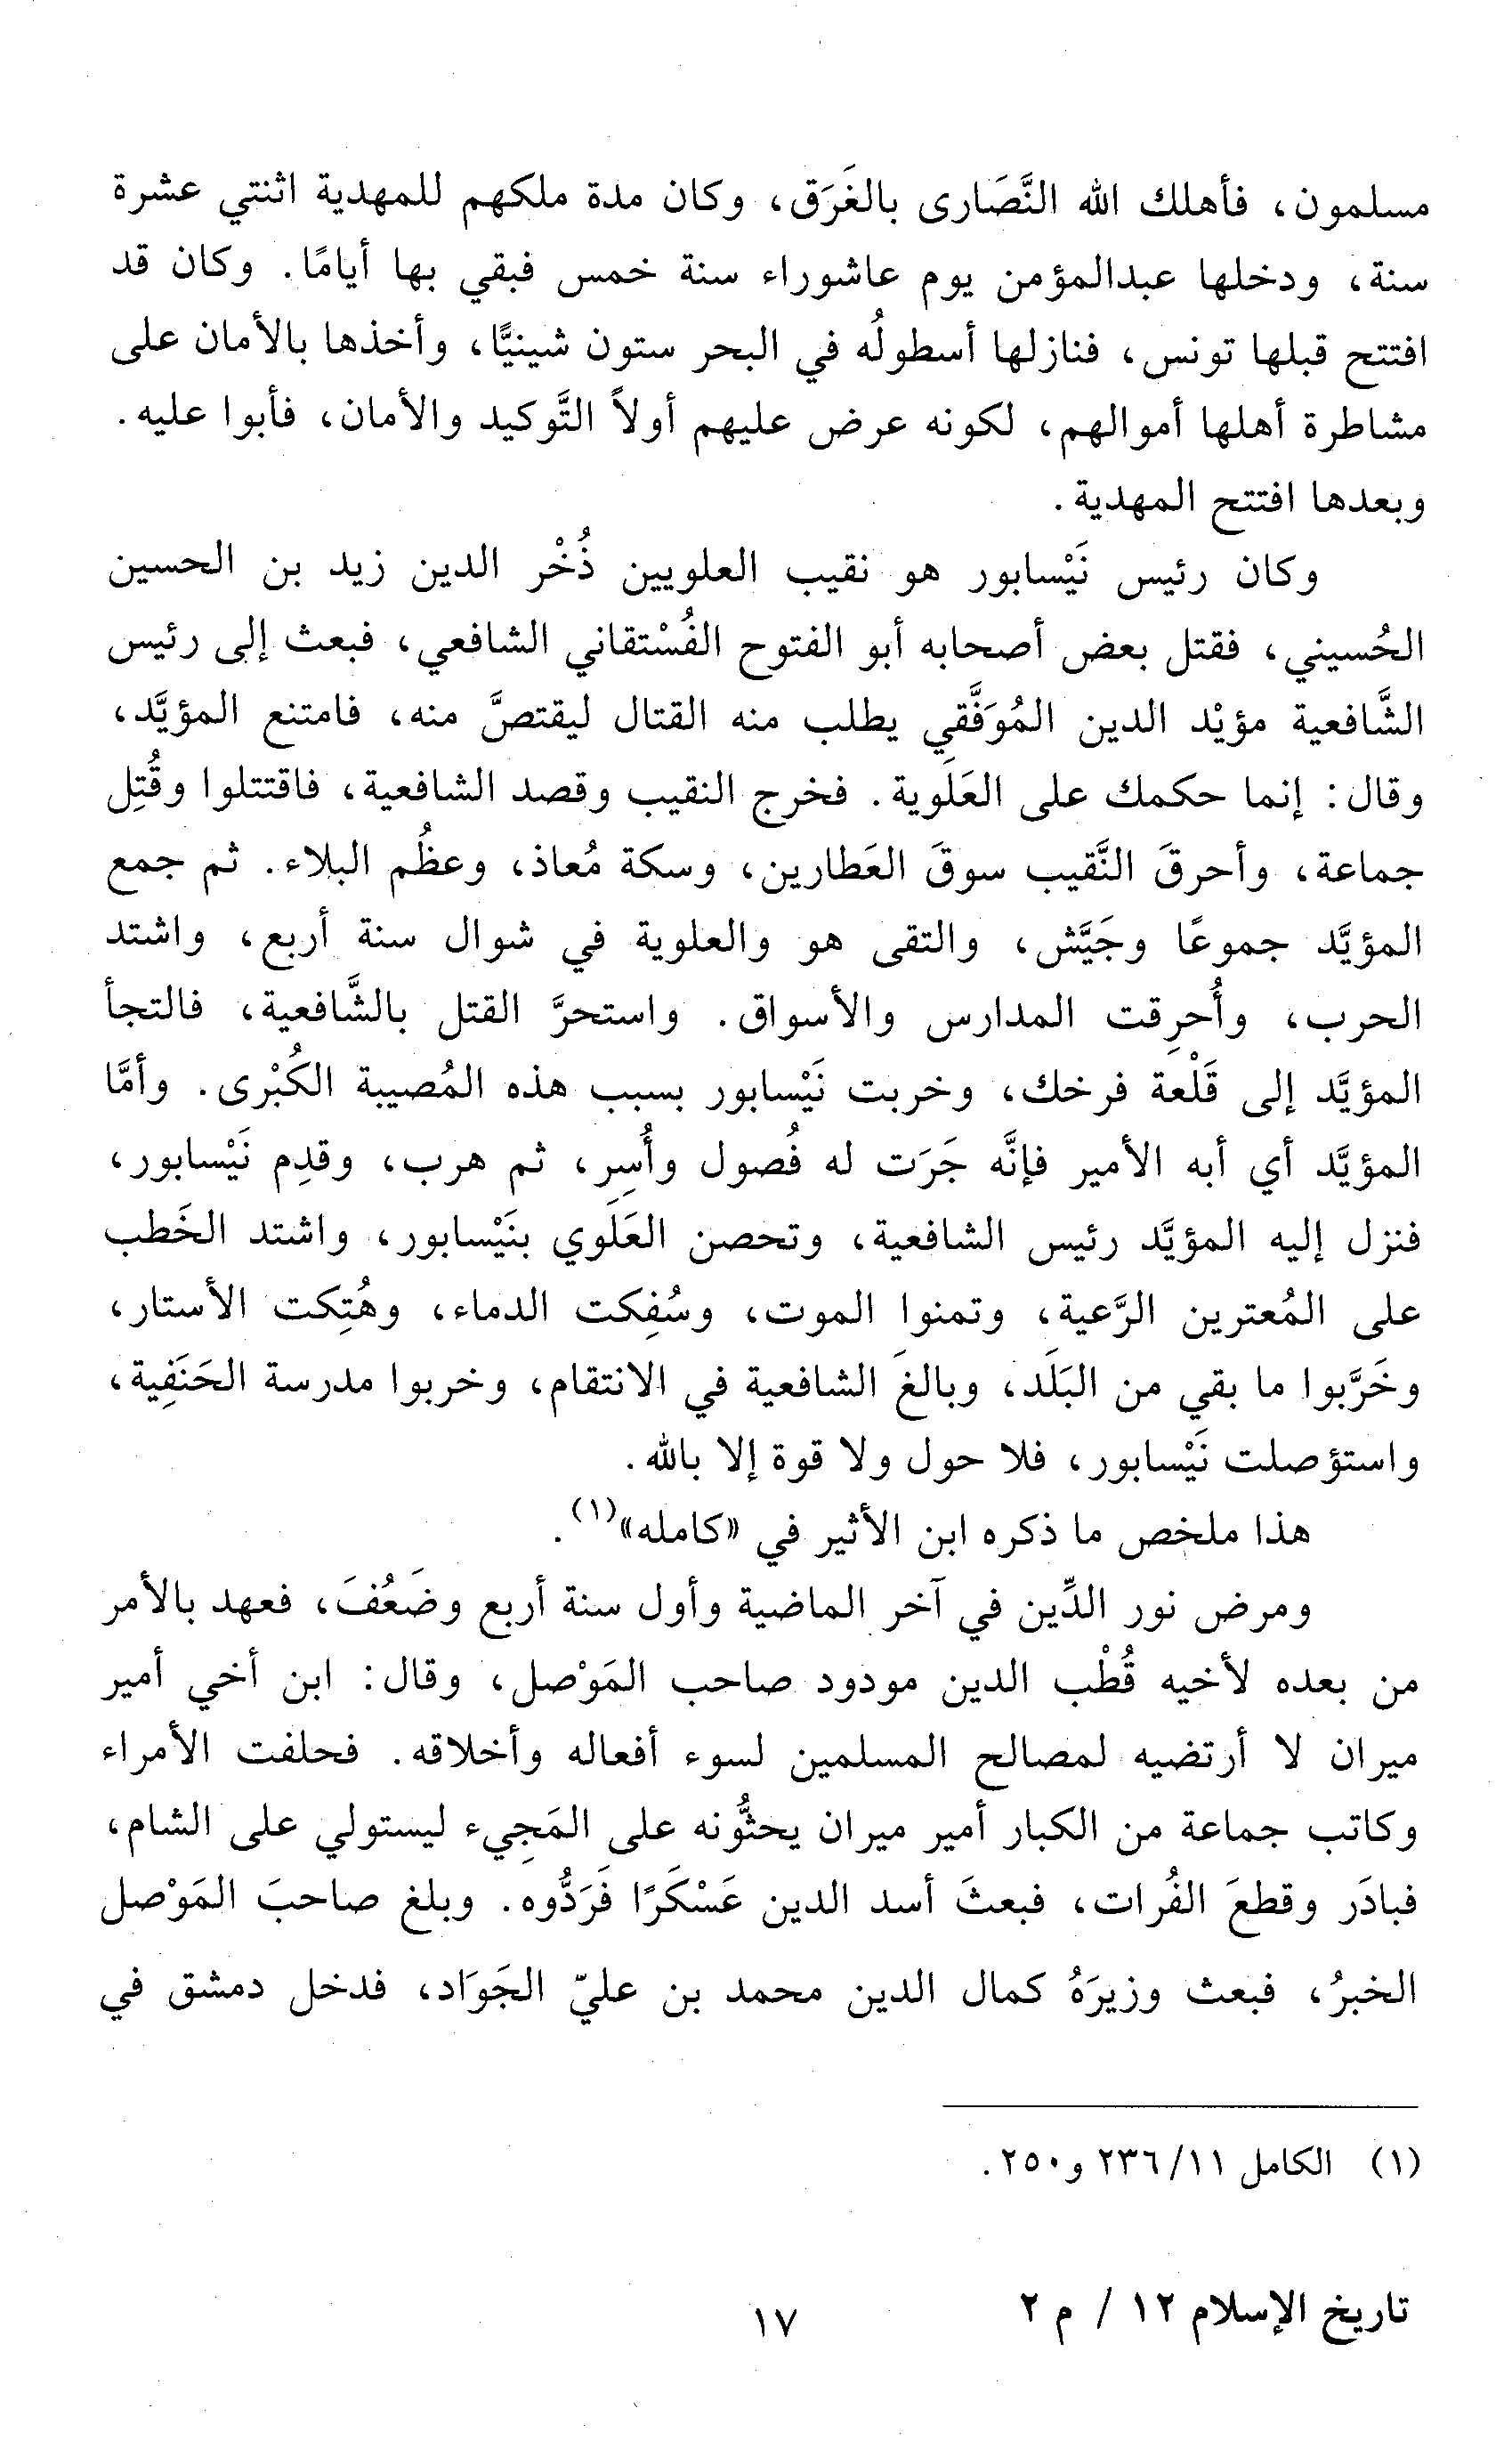 مسلمون، فأهلك الله النَّصَارى بالغَرَق، وكان مدة ملكهم للمهدية اثنتي عشرة
سنة، ودخلها عبدالمؤمن يوم عاشوراء سنة خمس فبقي بها أيامًا. وكان قد
افتتح قبلها تونس، فنازلها أسطولُه في البحر ستون شينيًّا، وأخذها بالأمان على
مشاطرة أهلها أموالهم، لكونه عرض عليهم أولاً التَّوكيد والأمان، فأبوا عليه.
وبعدها افتتح المهدية.
وكان رئيس نَيْسابور هو نقيب العلويين ذُخْر الدين زيد بن الحسين
الحُسيني، فقتل بعض أصحابه أبو الفتوح الفُسْتقاني الشافعي، فبعث إلى رئيس
الشَّافعية مؤيْد الدين المُوَفَّقي يطلب منه القتال ليقتصَّ منه، فامتنع المؤيَّد،
وقال: إنما حكمك على العَلَوية. فخرج النقيب وقصد الشافعية، فاقتتلوا وقُتِل
جماعة، وأحرقَ النَّقيب سوقَ العَطارين، وسكة مُعاذ، وعظُم البلاء. ثم جمع
المؤيَّد جموعًا وجَيَّش، والتقى هو والعلوية في شوال سنة أربع، واشتد
الحرب، وأُحرِقت المدارس والأسواق. واستحرَّ القتل بالشَّافعية، فالتجأ
المؤيَّد إلى قَلْعة فرخك، وخربت نَيْسابور بسبب هذه المُصيبة الكُبْرى. وأمَّا
المؤيَّد أي أبه الأمير فإنَّه جَرَت له فُصول وأُسِر، ثم هرب، وقدِم نَيْسابور،
فنزل إليه المؤيَّد رئيس الشافعية، وتحصن العَلَوي بنَيْسابور، واشتد الخَطب
على المُعترين الرَّعية، وتمنوا الموت، وسُفِكت الدماء، وهُتِكت الأستار،
وخَرَّبوا ما بقي من البَلَد، وبالغَ الشافعية في الانتقام، وخربوا مدرسة الحَنَفِية،
واستؤصلت نَيْسابور، فلا حول ولا قوة إلا بالله.
هذا ملخص ما ذكره ابن الأثير في «كامله»(١).
ومرض نور الدِّين في آخر الماضية وأول سنة أربع وضَعُفَ، فعهد بالأمر
من بعده لأخيه قُطْب الدين مودود صاحب المَوْصل، وقال: ابن أخي أمير
ميران لا أرتضيه لمصالح المسلمين لسوء أفعاله وأخلاقه. فحلفت الأمراء
وكاتب جماعة من الكبار أمير ميران يحثُّونه على المَجِيء ليستولي على الشام،
فبادَر وقطعَ الفُرات، فبعثَ أسد الدين عَسْكَرًا فَرَدُّوه. وبلغ صاحبَ المَوْصل
الخبرُ، فبعث وزيرَهُ كمال الدين محمد بن عليّ الجَوَاد، فدخل دمشق في
(١) الكامل ١١/ ٢٣٦ و٢٥٠.
تاريخ الإسلام ١٢ / م ٢
١٧